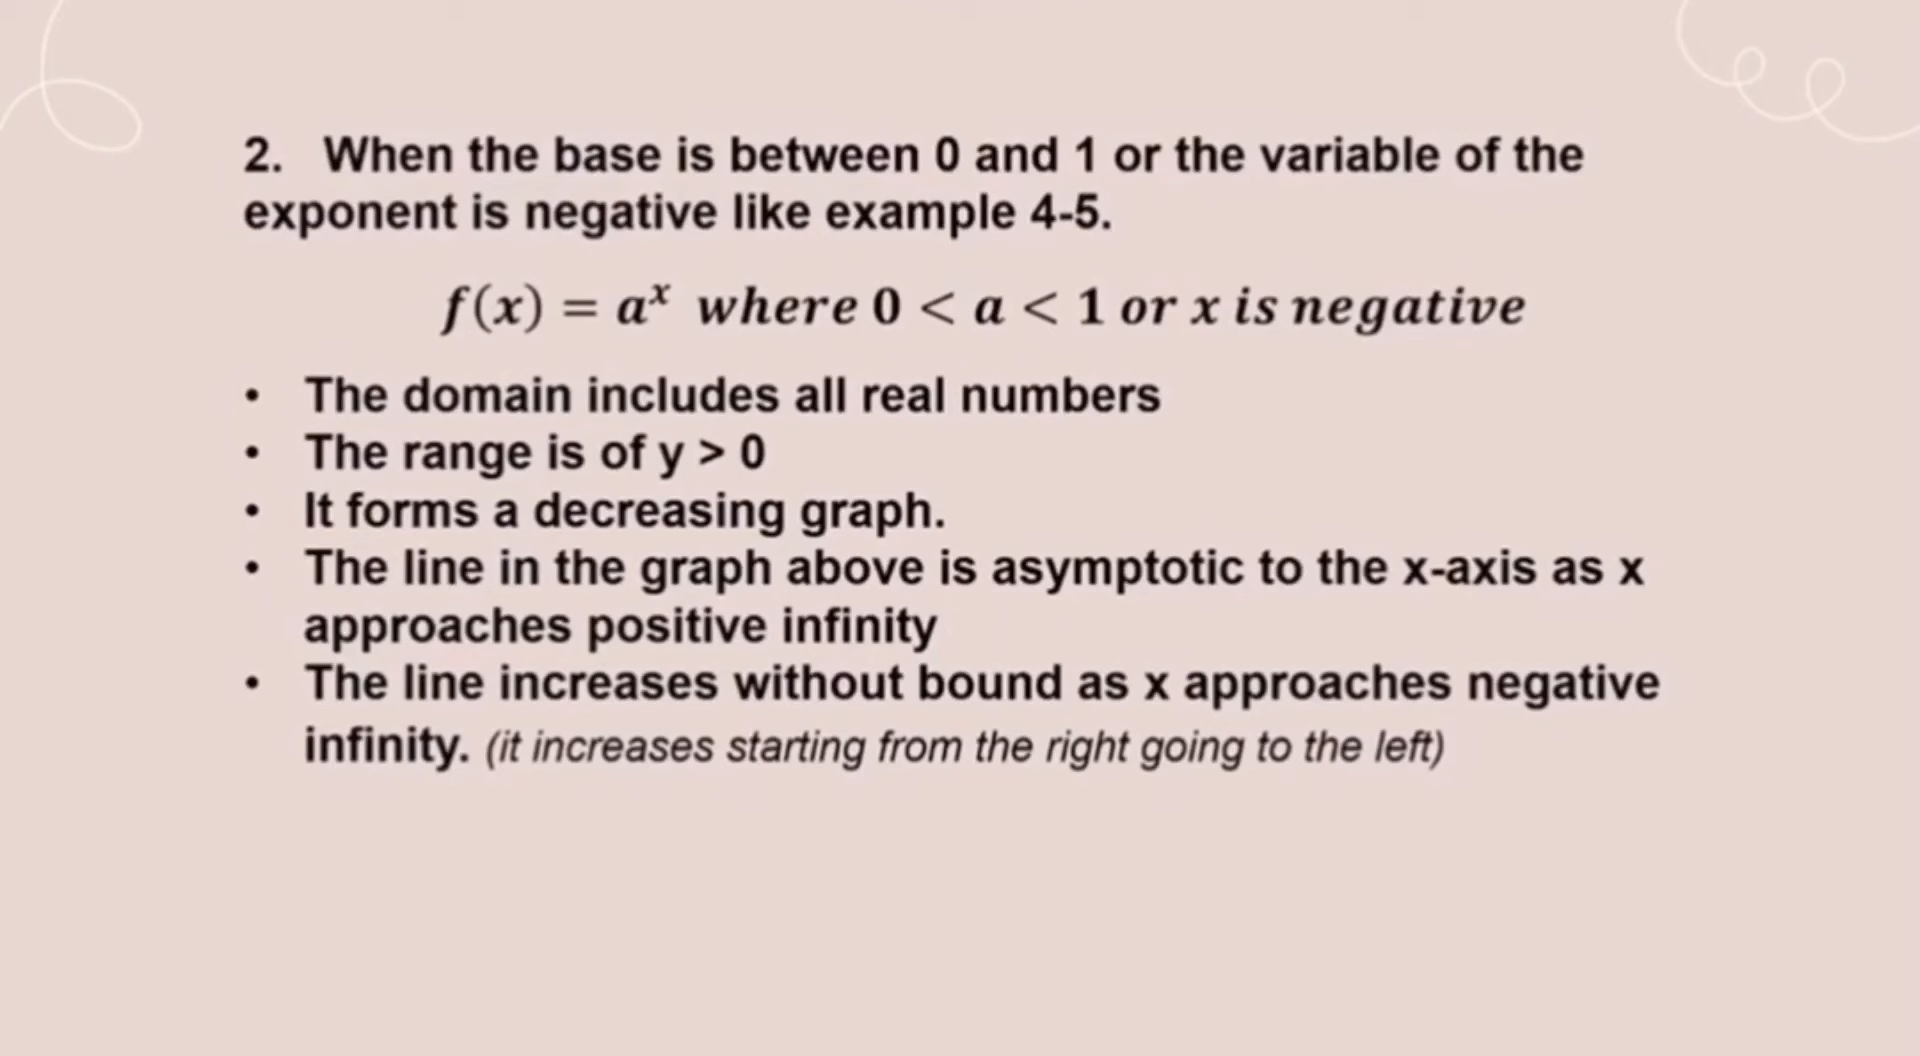 2. When the base is between 0 and 1 or the variable of the
exponent is negative like example 4-5.
f(x) = aˣ where 0 < a < 1 or x is negative
• The domain includes all real numbers
• The range is of y > 0
• It forms a decreasing graph.
• The line in the graph above is asymptotic to the x-axis as x
approaches positive infinity
• The line increases without bound as x approaches negative
infinity. (it increases starting from the right going to the left)